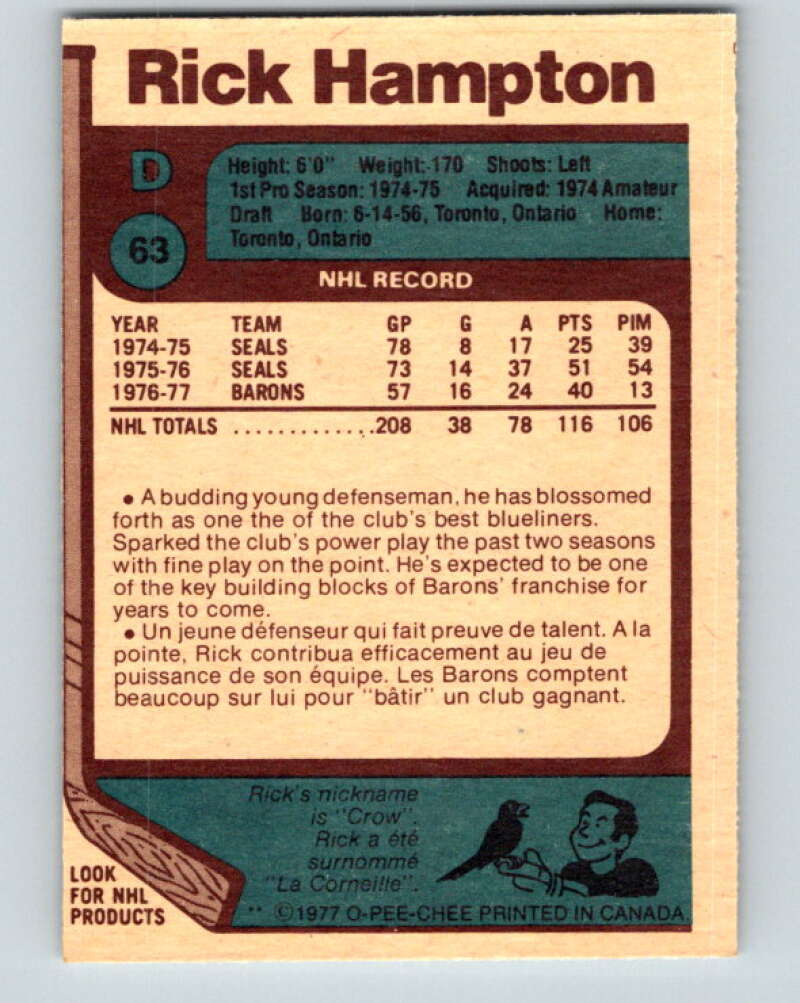 Rick Hampton
D
63
Height: 6'0" Weight: 170 Shoots: Left
1st Pro Season: 1974-75 Acquired: 1974 Amateur
Draft Born: 6-14-56, Toronto, Ontario Home:
Toronto, Ontario
NHL RECORD
YEAR TEAM GP G A PTS PIM
1974-75 SEALS 78 8 17 25 39
1975-76 SEALS 73 14 37 51 54
1976-77 BARONS 57 16 24 40 13
NHL TOTALS ..............208 38 78 116 106
• A budding young defenseman, he has blossomed
forth as one the of the club's best blueliners.
Sparked the club's power play the past two seasons
with fine play on the point. He's expected to be one
of the key building blocks of Barons' franchise for
years to come.
• Un jeune défenseur qui fait preuve de talent. A la
pointe, Rick contribua efficacement au jeu de
puissance de son équipe. Les Barons comptent
beaucoup sur lui pour "bâtir" un club gagnant.
Rick's nickname
is "Crow".
Rick a été
surnommé
"La Corneille".
LOOK
FOR NHL
PRODUCTS
** ©1977 O-PEE-CHEE PRINTED IN CANADA.